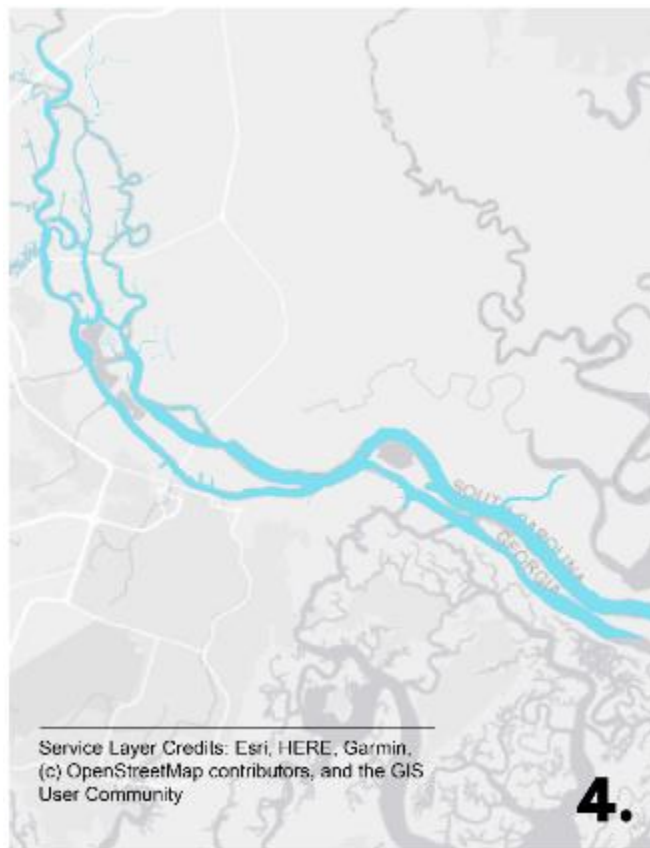 SOUTH CAROLINA
GEORGIA
Service Layer Credits: Esri, HERE, Garmin,
(c) OpenStreetMap contributors, and the GIS
User Community
4.